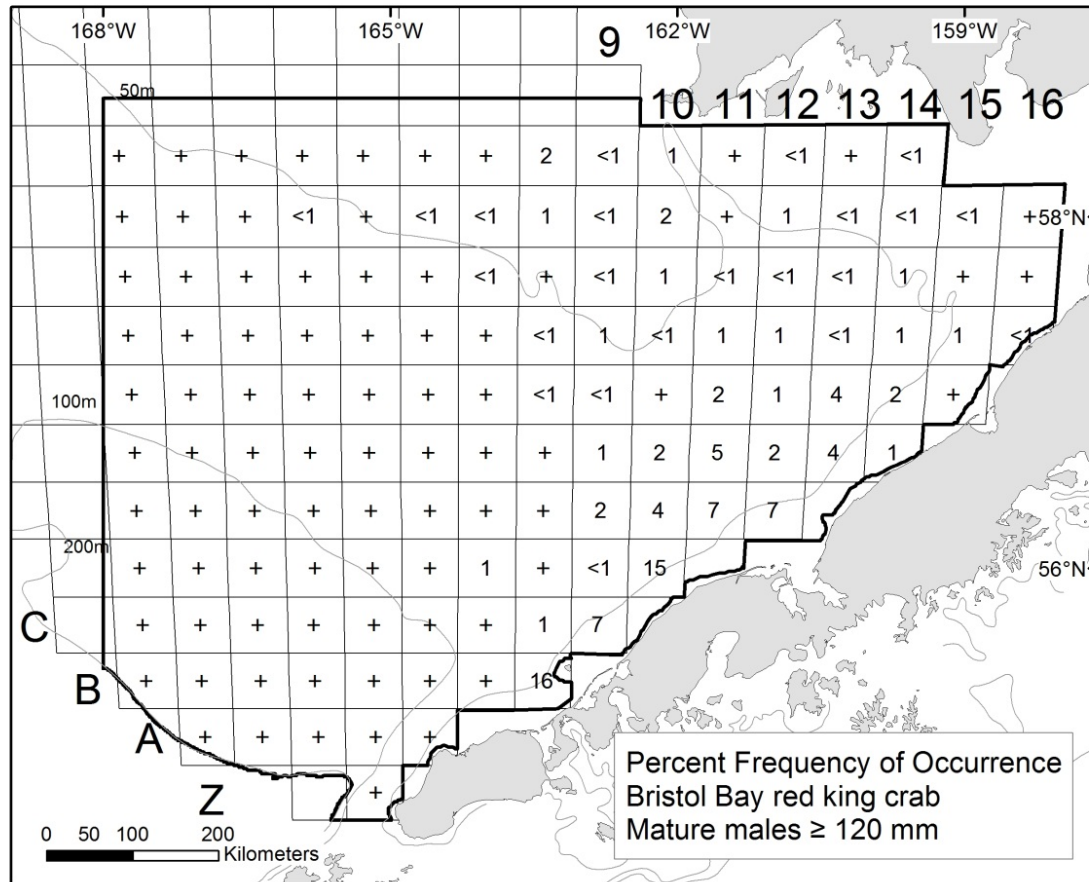 168°W 165°W 162°W 159°W
9
50m
10 11 12 13 14 15 16
+ + + + + + + 2 <1 1 + <1 + <1
+ + + <1 + <1 <1 1 <1 2 + 1 <1 <1 <1 + 58°N
+ + + + + + <1 + <1 1 <1 <1 <1 1 + +
+ + + + + + + <1 1 <1 1 1 <1 1 1 <1
100m + + + + + + + <1 <1 + 2 1 4 2 +
+ + + + + + + + 1 2 5 2 4 1
+ + + + + + + + 2 4 7 7
200m
+ + + + + + 1 + <1 15 56°N
C + + + + + + + 1 7
B + + + + + + + 16
A + + + + +
Z +
Percent Frequency of Occurrence
Bristol Bay red king crab
Mature males ≥ 120 mm
0 50 100 200
Kilometers